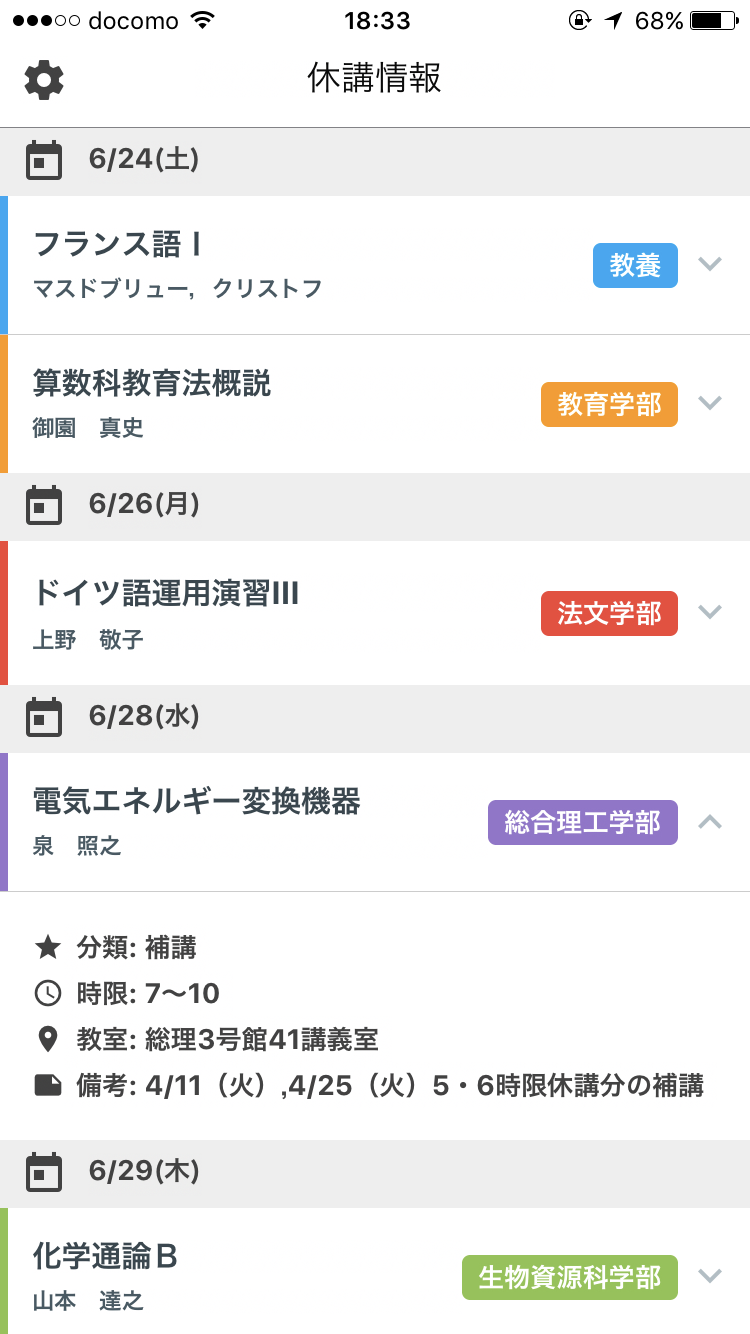 docomo 18:33 68%
休講情報
6/24(土)
フランス語Ⅰ
マスドブリュー，クリストフ
教養
算数科教育法概説
御園　真史
教育学部
6/26(月)
ドイツ語運用演習III
上野　敬子
法文学部
6/28(水)
電気エネルギー変換機器
泉　照之
総合理工学部
分類: 補講
時限: 7〜10
教室: 総理3号館41講義室
備考: 4/11（火）,4/25（火）5・6時限休講分の補講
6/29(木)
化学通論Ｂ
山本　達之
生物資源科学部